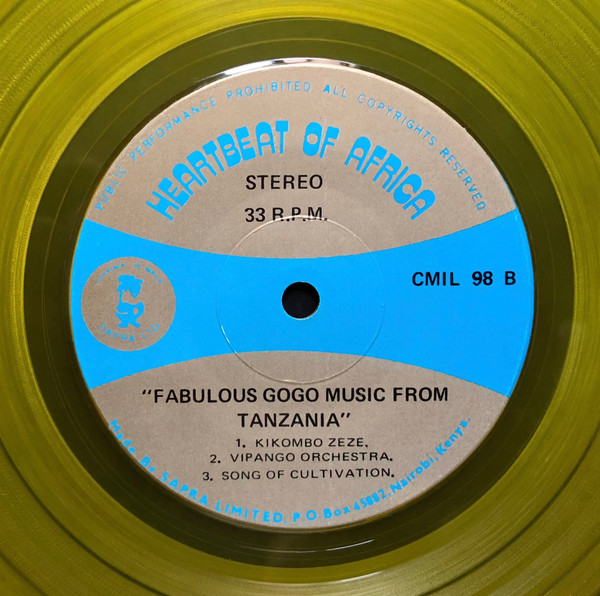 PUBLIC PERFORMANCE PROHIBITED. ALL COPYRIGHTS RESERVED
HEARTBEAT OF AFRICA
STEREO
33 R.P.M.
CMIL 98 B
"FABULOUS GOGO MUSIC FROM
TANZANIA"
1. KIKOMBO ZEZE,
2. VIPANGO ORCHESTRA,
3. SONG OF CULTIVATION,
Made By SAPRA LIMITED, P.O. Box 45882, Nairobi, Kenya.